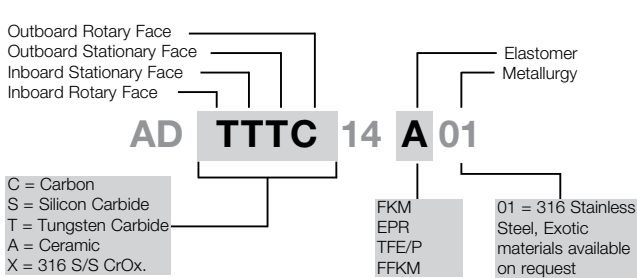 Outboard Rotary Face
Outboard Stationary Face
Inboard Stationary Face
Inboard Rotary Face
Elastomer
Metallurgy
AD TTTC 14 A 01
C = Carbon
S = Silicon Carbide
T = Tungsten Carbide
A = Ceramic
X = 316 S/S CrOx.
FKM
EPR
TFE/P
FFKM
01 = 316 Stainless
Steel, Exotic
materials available
on request